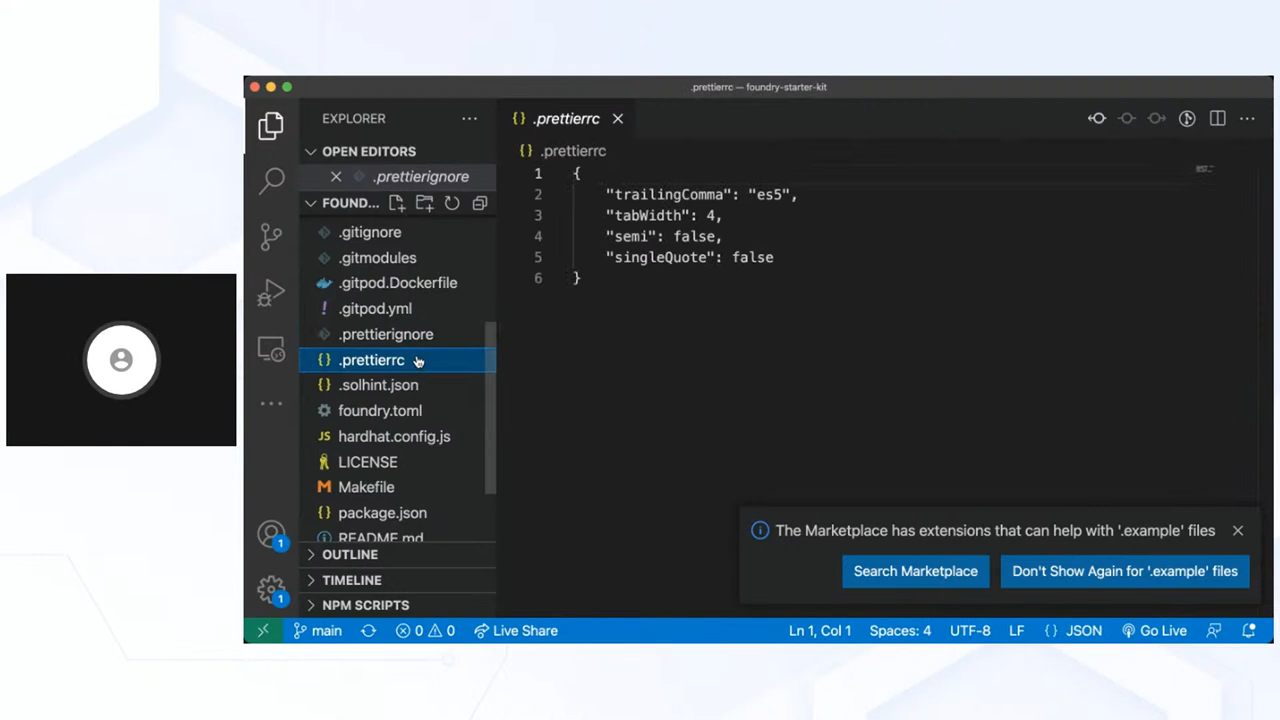 .prettierrc — foundry-starter-kit
EXPLORER
OPEN EDITORS
.prettierignore
FOUND...
.gitignore
.gitmodules
.gitpod.Dockerfile
.gitpod.yml
.prettierignore
.prettierrc
.solhint.json
foundry.toml
JS hardhat.config.js
LICENSE
Makefile
package.json
README.md
OUTLINE
TIMELINE
NPM SCRIPTS
1
1
{} .prettierrc
{} .prettierrc
1 {
2 "trailingComma": "es5",
3 "tabWidth": 4,
4 "semi": false,
5 "singleQuote": false
6 }
The Marketplace has extensions that can help with '.example' files
Search Marketplace
Don't Show Again for '.example' files
main 0 0 Live Share Ln 1, Col 1 Spaces: 4 UTF-8 LF {} JSON Go Live